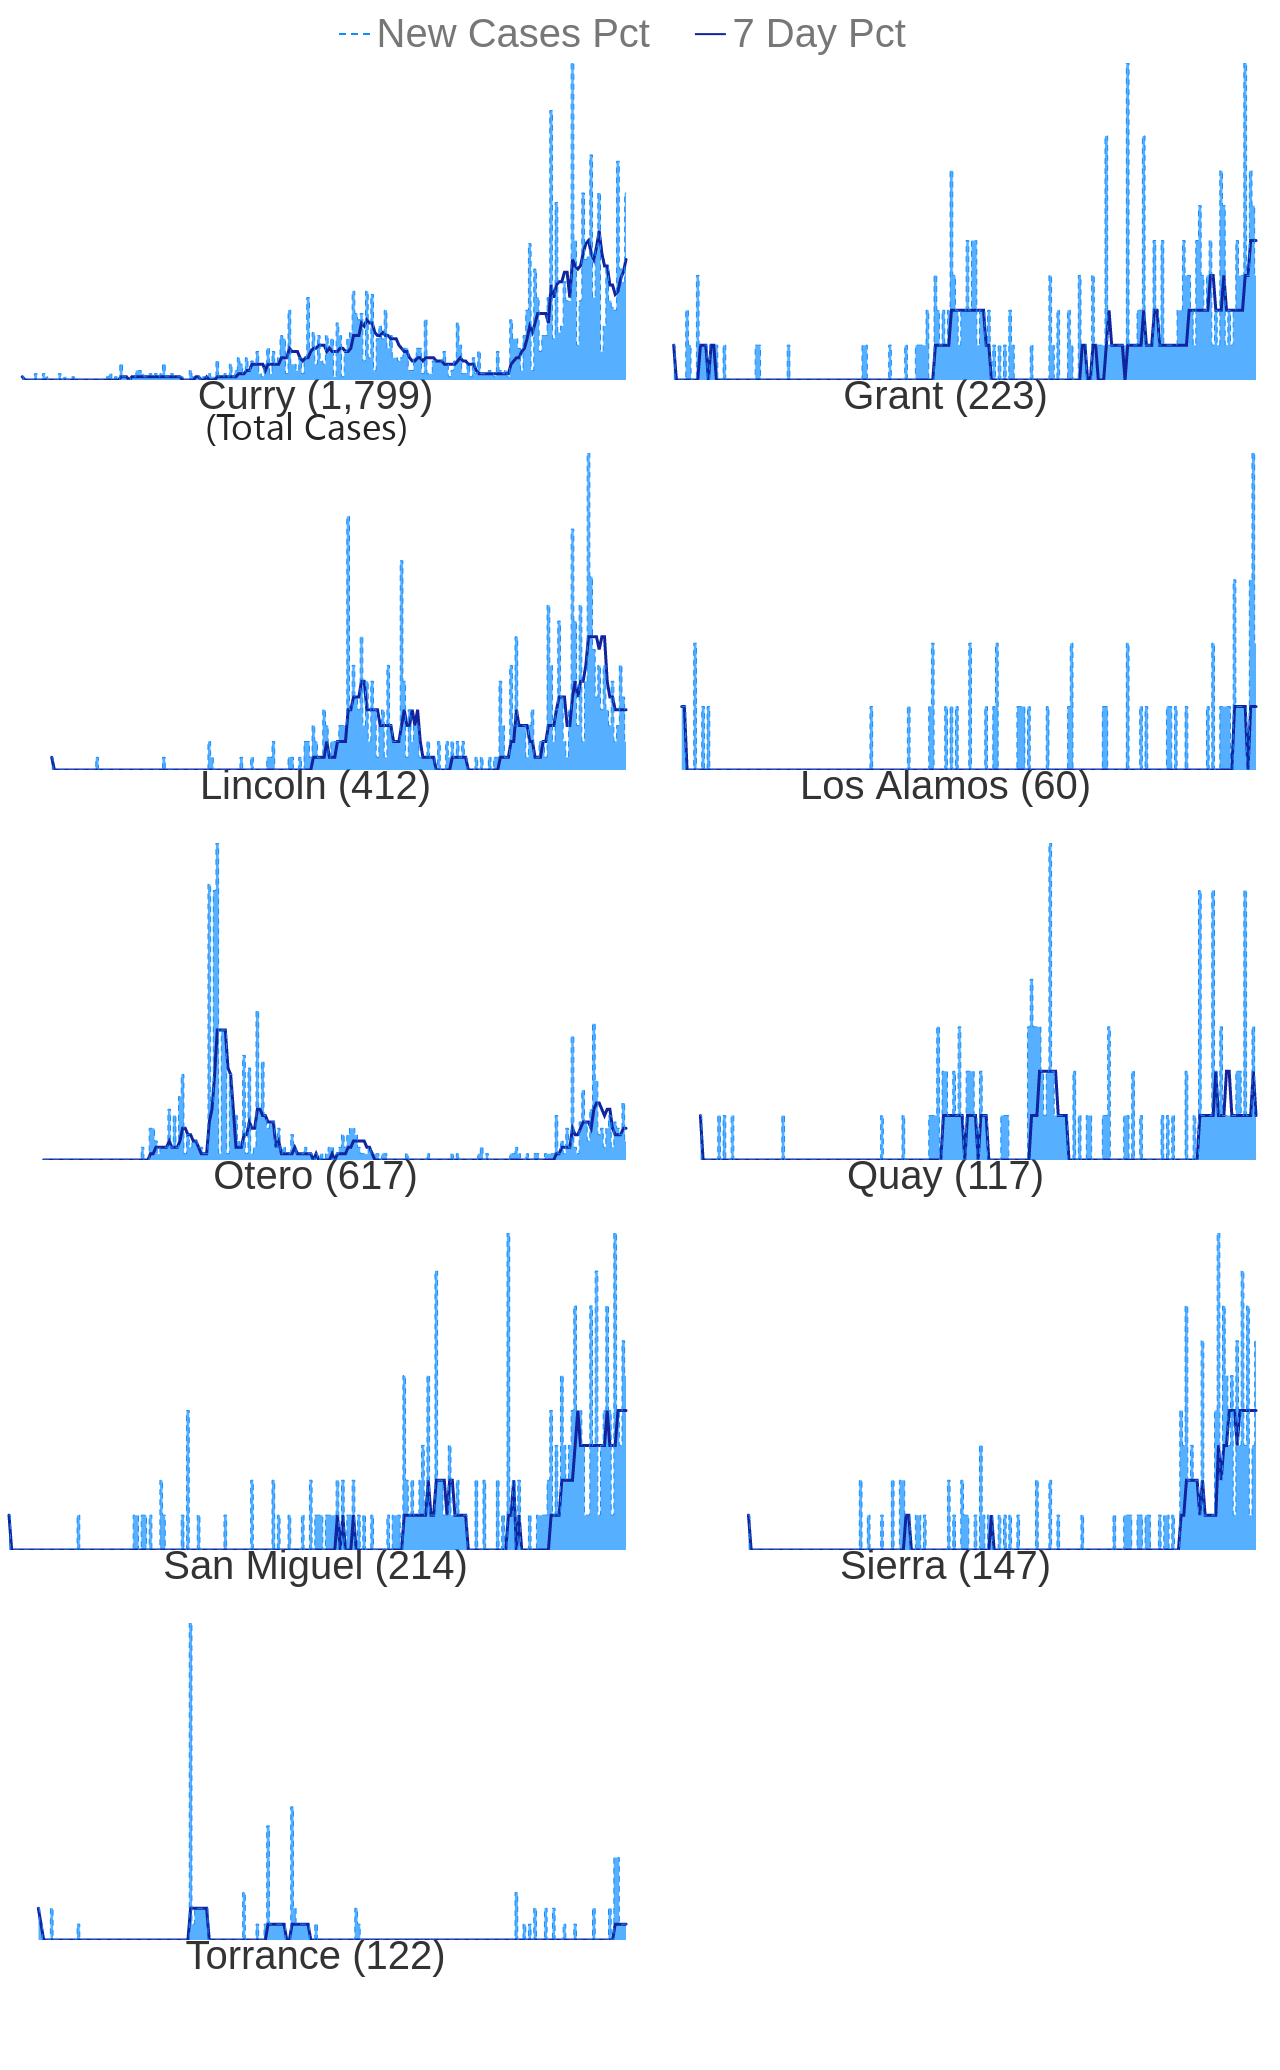 New Cases Pct 7 Day Pct
Curry (1,799) Grant (223)
(Total Cases)
Lincoln (412) Los Alamos (60)
Otero (617) Quay (117)
San Miguel (214) Sierra (147)
Torrance (122)